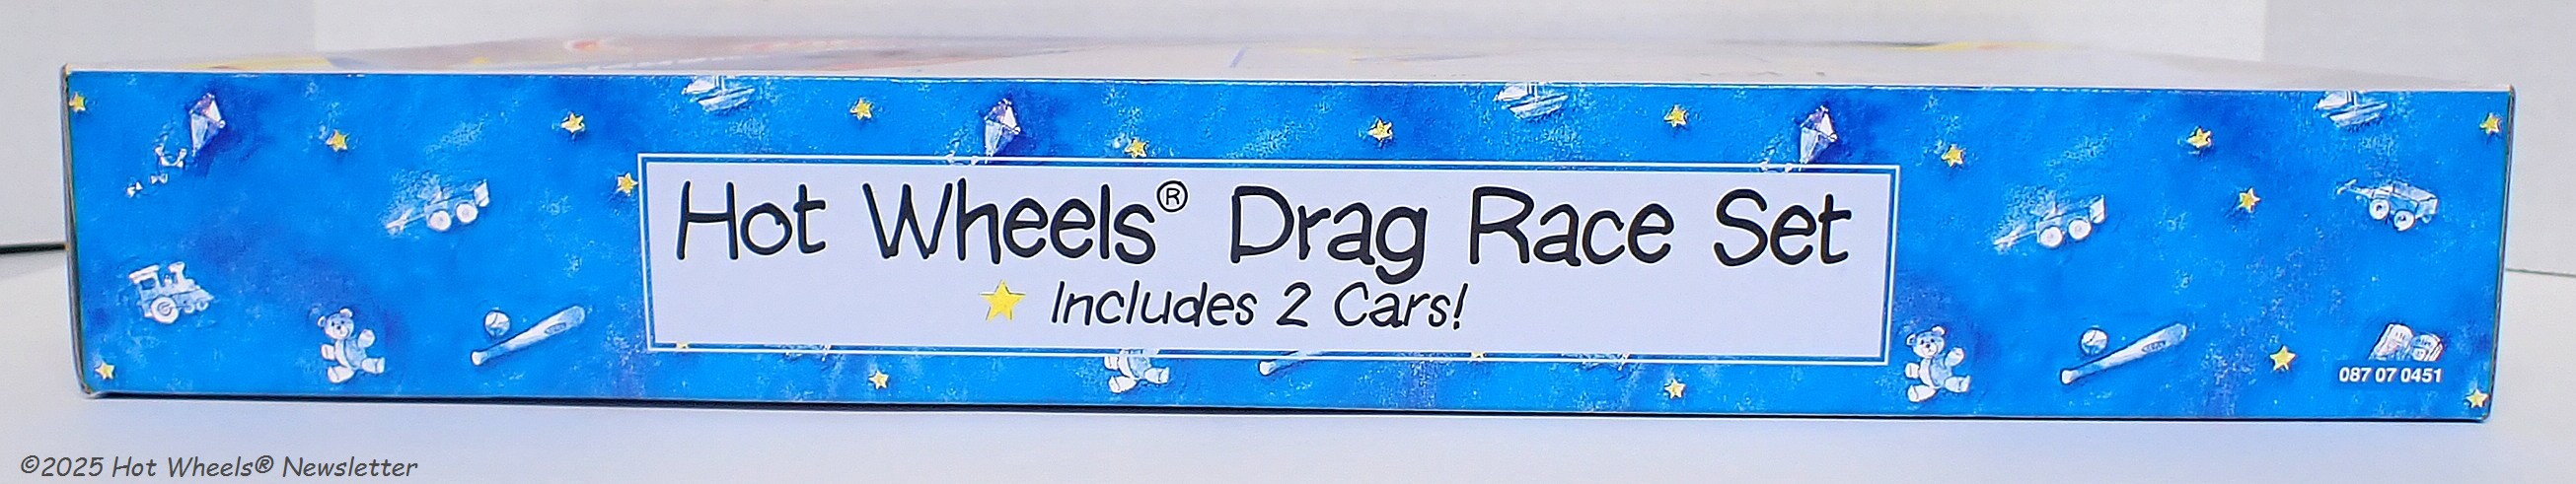 Hot Wheels® Drag Race Set
Includes 2 Cars!
087 07 0451
©2025 Hot Wheels® Newsletter